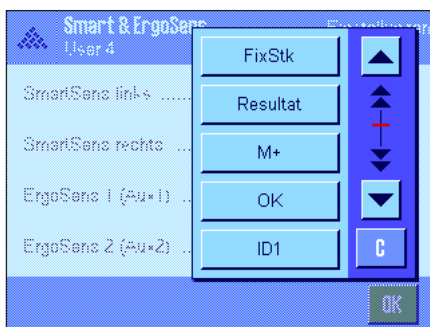 Smart & ErgoSens
User 4
SmartSens links ......
SmartSens rechts ...
ErgoSens 1 (Aux1) ..
ErgoSens 2 (Aux2) ..
FixStk
Resultat
M+
OK
ID1
C
OK